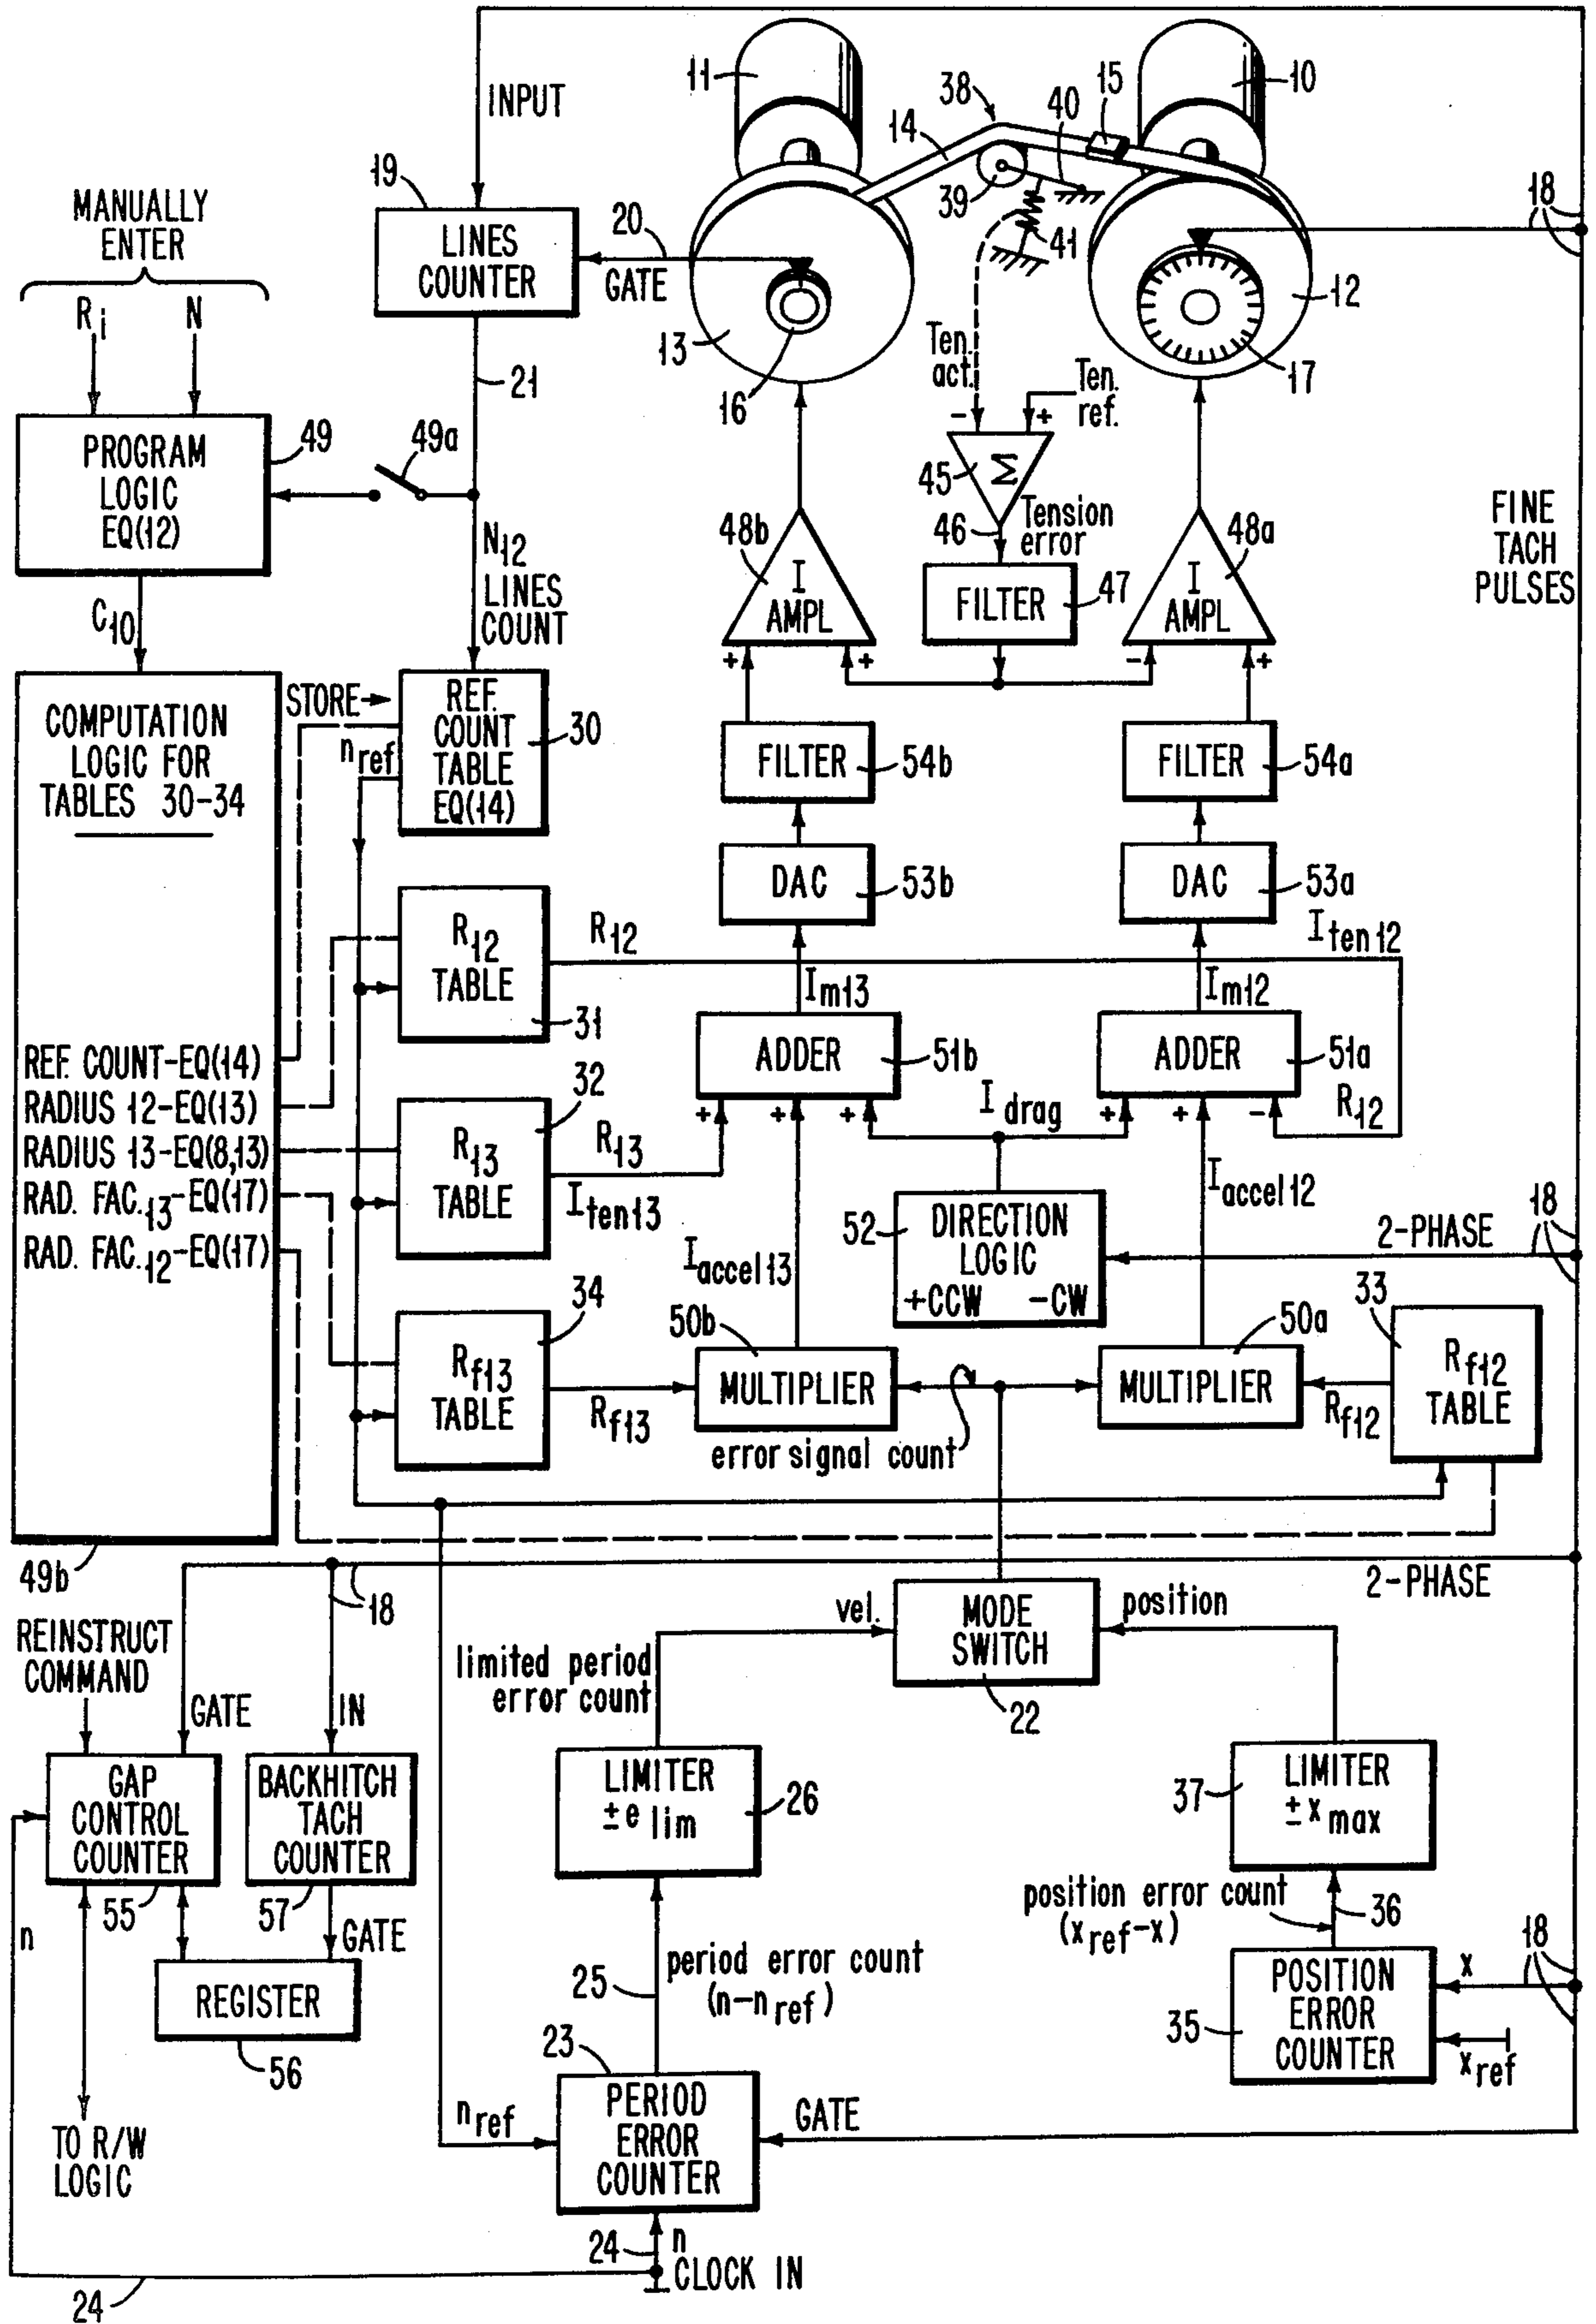 INPUT
11
38
15
10
40
14
39
41
19
LINES
COUNTER
20
GATE
13
16
12
17
18
MANUALLY
ENTER
Ri
N
21
PROGRAM
LOGIC
EQ(12)
49
49a
Ten.
act.
Ten.
ref.
-
+
Σ
45
46
Tension
error
FILTER
47
48b
I
AMPL
+
+
48a
I
AMPL
-
+
FINE
TACH
PULSES
C10
N12
LINES
COUNT
COMPUTATION
LOGIC FOR
TABLES 30-34
STORE
nref
REF.
COUNT
TABLE
EQ(14)
30
FILTER
54b
FILTER
54a
DAC
53b
DAC
53a
R12
TABLE
31
R12
Iten12
Im13
Im12
ADDER
51b
ADDER
51a
+
+
+
+
+
-
Idrag
R12
REF. COUNT-EQ(14)
RADIUS 12-EQ(13)
RADIUS 13-EQ(8,13)
RAD. FAC.13-EQ(17)
RAD. FAC.12-EQ(17)
32
R13
TABLE
R13
Iten13
Iaccel13
Iaccel12
52
DIRECTION
LOGIC
+CCW -CW
2-PHASE
18
34
Rf13
TABLE
Rf13
50b
MULTIPLIER
error signal count
50a
MULTIPLIER
Rf12
33
Rf12
TABLE
49b
18
2-PHASE
REINSTRUCT
COMMAND
GATE
IN
vel.
MODE
SWITCH
22
position
limited period
error count
GAP
CONTROL
COUNTER
55
BACKHITCH
TACH
COUNTER
57
LIMITER
±e lim
26
37
LIMITER
±x max
n
GATE
REGISTER
56
25
period error count
(n-nref)
position error count
(xref-x)
36
18
x
35
POSITION
ERROR
COUNTER
xref
23
PERIOD
ERROR
COUNTER
nref
GATE
TO R/W
LOGIC
24
n
CLOCK IN
24